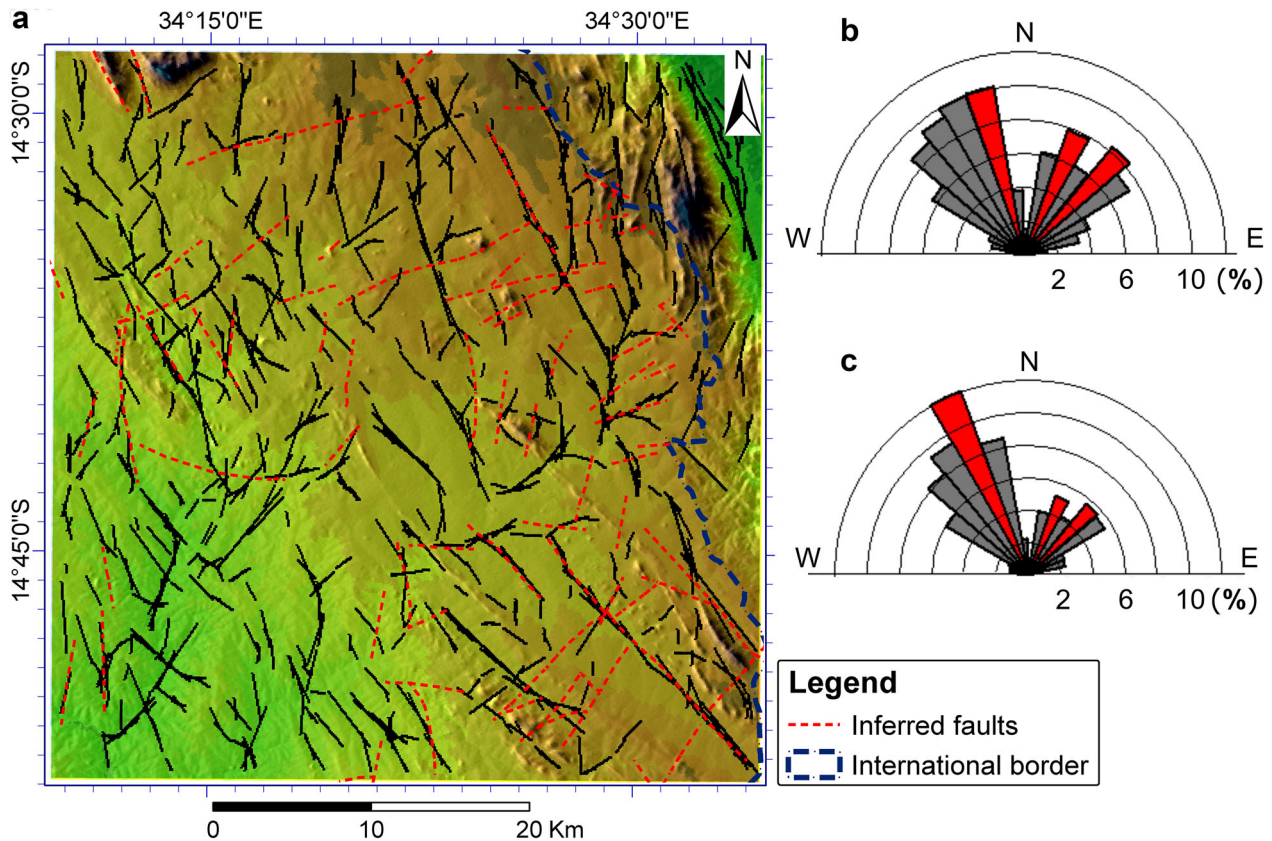 a
34°15'0"E
34°30'0"E
14°30'0"S
14°45'0"S
N
0
10
20 Km
b
N
W
E
2
6
10 (%)
c
N
W
E
2
6
10 (%)
Legend
Inferred faults
International border